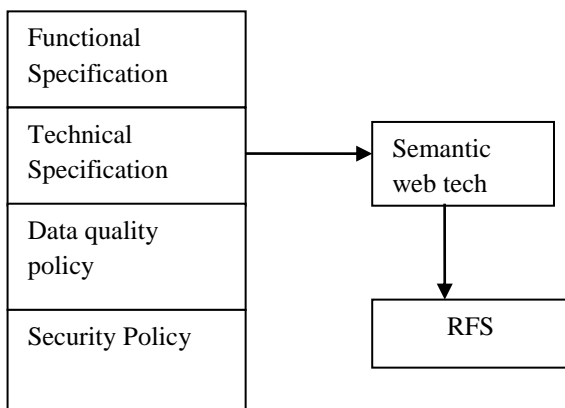 Functional
Specification
Technical
Specification
Data quality
policy
Security Policy
Semantic
web tech
RFS